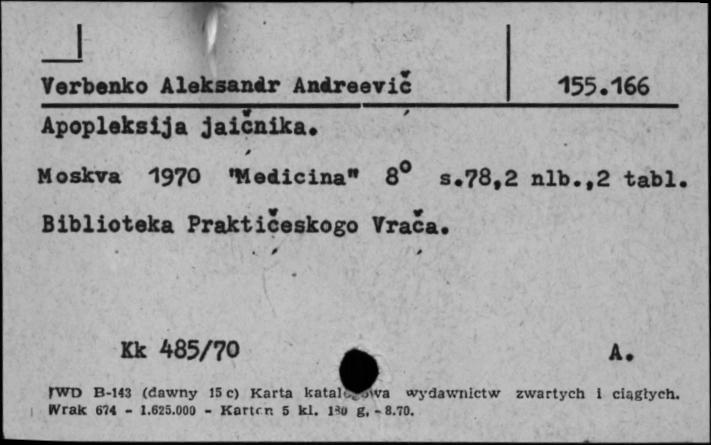 Verbenko Aleksandr Andreevič 155.166
Apopleksija jaičnika.
Moskva 1970 "Medicina" 8° s.78,2 nlb.,2 tabl.
Biblioteka Praktičeskogo Vrača.
Kk 485/70 A.
PWD B-143 (dawny 15 c) Karta katalogowa wydawnictw zwartych i ciągłych.
Wrak 674 - 1.625.000 - Karton 5 kl. 180 g, - 8.70.